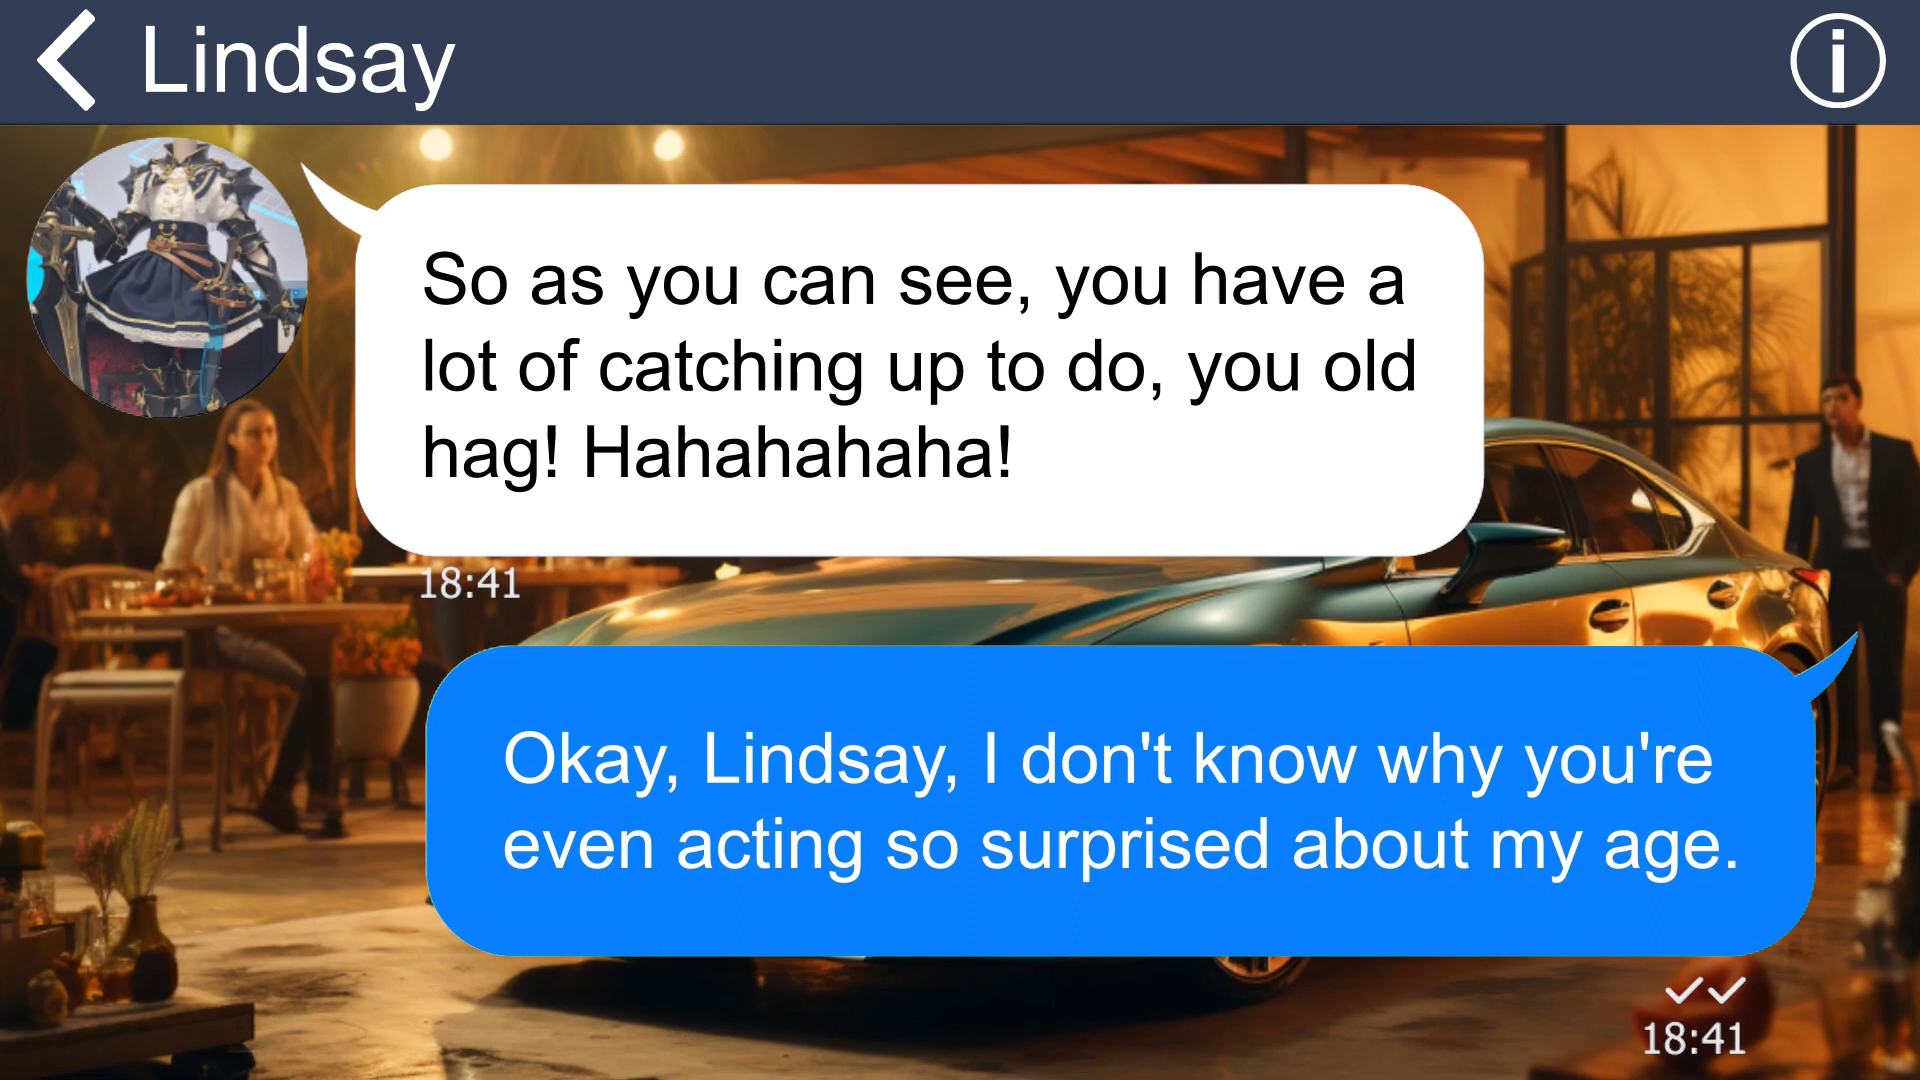 Lindsay
So as you can see, you have a
lot of catching up to do, you old
hag! Hahahahaha!
18:41
Okay, Lindsay, I don't know why you're
even acting so surprised about my age.
18:41